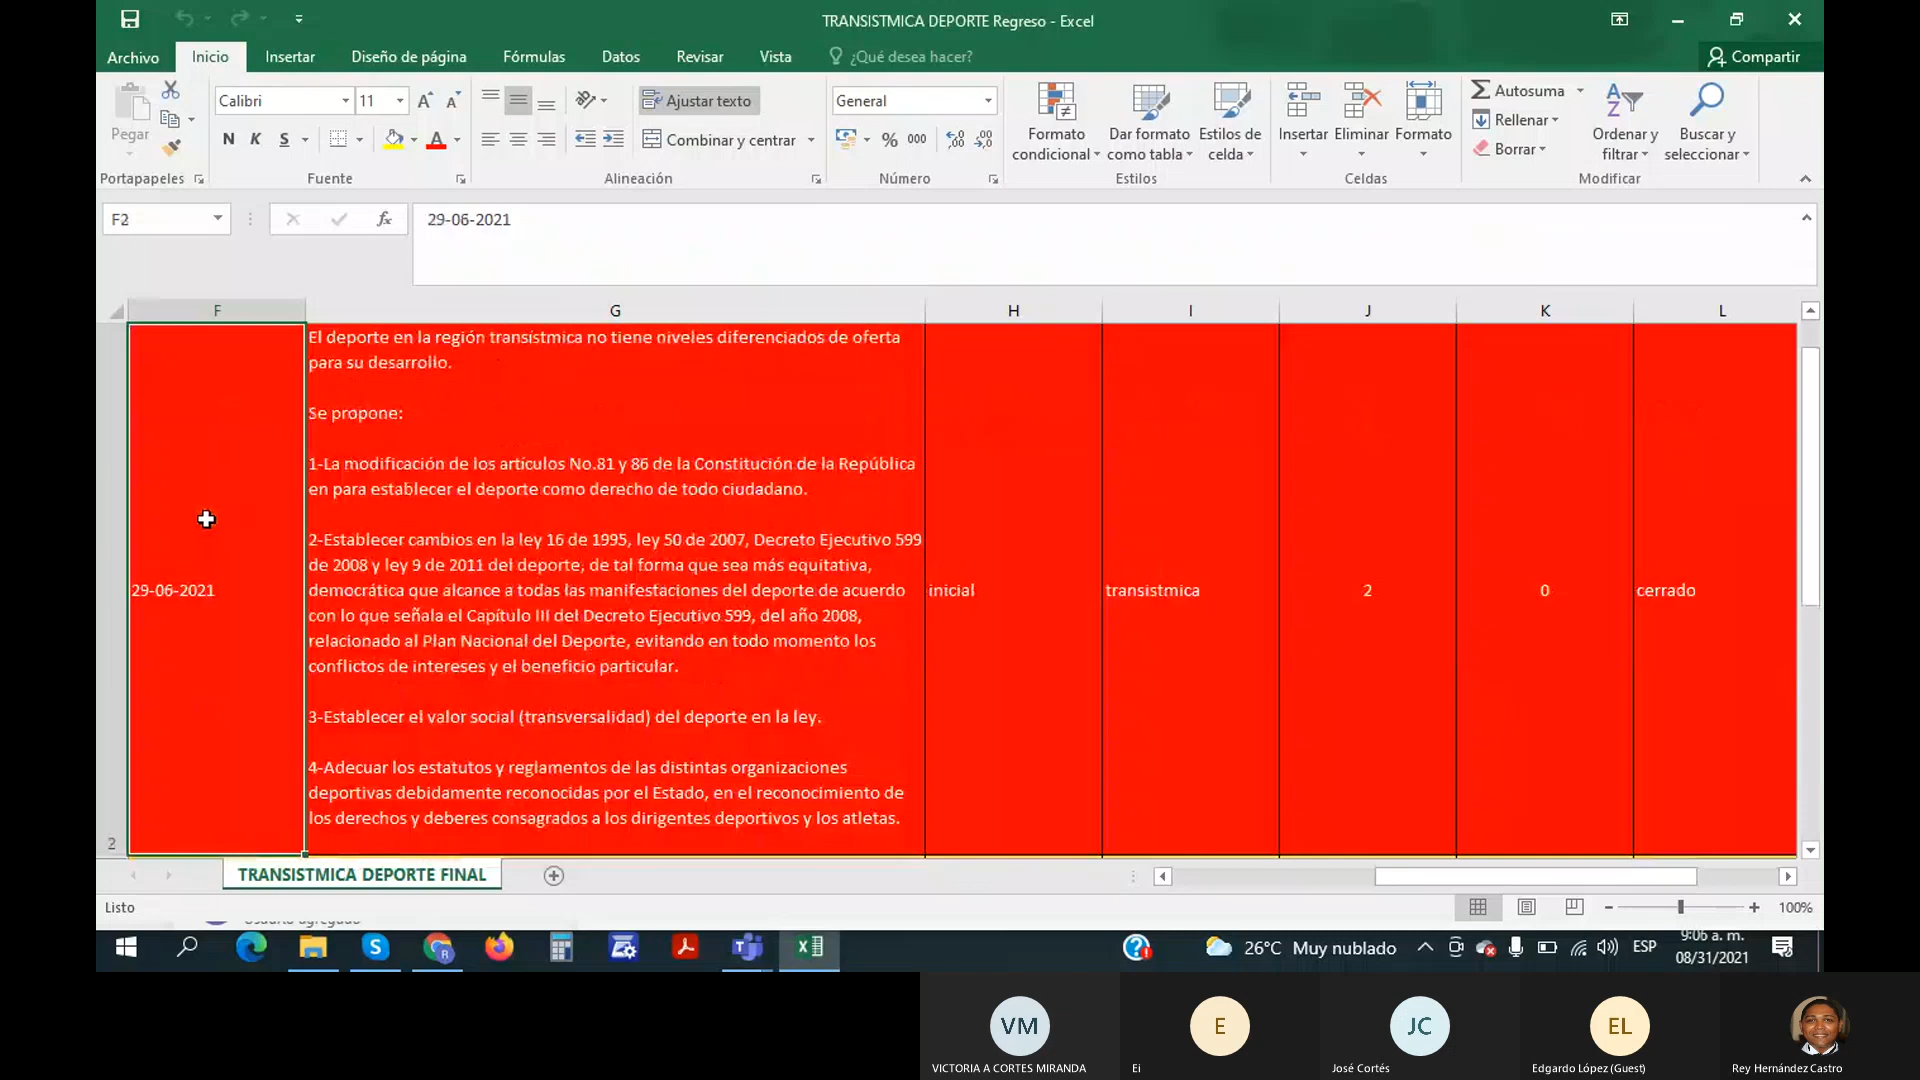 TRANSISTMICA DEPORTE Regreso - Excel
Archivo Inicio Insertar Diseño de página Fórmulas Datos Revisar Vista ¿Qué desea hacer? Compartir
Pegar
Calibri 11
N K S
Ajustar texto
Combinar y centrar
General
% 000
Formato condicional
Dar formato como tabla
Estilos de celda
Insertar Eliminar Formato
Autosuma
Rellenar
Borrar
Ordenar y filtrar
Buscar y seleccionar
Portapapeles Fuente Alineación Número Estilos Celdas Modificar
F2 fx 29-06-2021
F G H I J K L
El deporte en la región transístmica no tiene niveles diferenciados de oferta
para su desarrollo.
Se propone:
1-La modificación de los artículos No.81 y 86 de la Constitución de la República
en para establecer el deporte como derecho de todo ciudadano.
2-Establecer cambios en la ley 16 de 1995, ley 50 de 2007, Decreto Ejecutivo 599
de 2008 y ley 9 de 2011 del deporte, de tal forma que sea más equitativa,
democrática que alcance a todas las manifestaciones del deporte de acuerdo
con lo que señala el Capítulo III del Decreto Ejecutivo 599, del año 2008,
relacionado al Plan Nacional del Deporte, evitando en todo momento los
conflictos de intereses y el beneficio particular.
3-Establecer el valor social (transversalidad) del deporte en la ley.
4-Adecuar los estatutos y reglamentos de las distintas organizaciones
deportivas debidamente reconocidas por el Estado, en el reconocimiento de
los derechos y deberes consagrados a los dirigentes deportivos y los atletas.
29-06-2021
inicial
transistmica
2
0
cerrado
2
TRANSISTMICA DEPORTE FINAL
Listo
100%
26°C Muy nublado
ESP
9:06 a. m.
08/31/2021
VM
E
JC
EL
VICTORIA A CORTES MIRANDA
Ei
José Cortés
Edgardo López (Guest)
Rey Hernández Castro